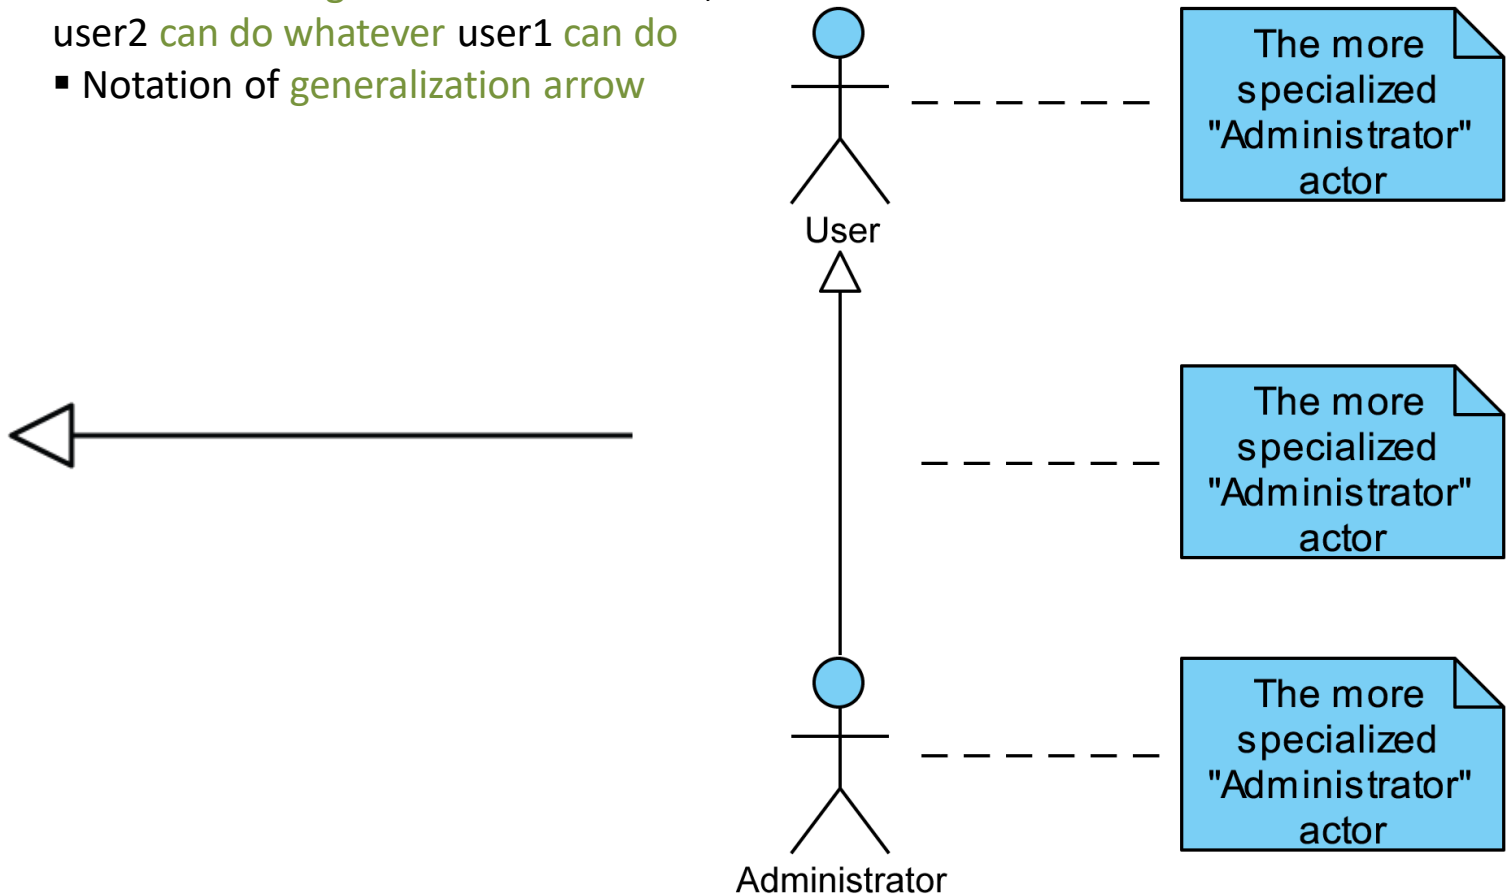 user2 can do whatever user1 can do
▪ Notation of generalization arrow
User
Administrator
The more
specialized
"Administrator"
actor
The more
specialized
"Administrator"
actor
The more
specialized
"Administrator"
actor